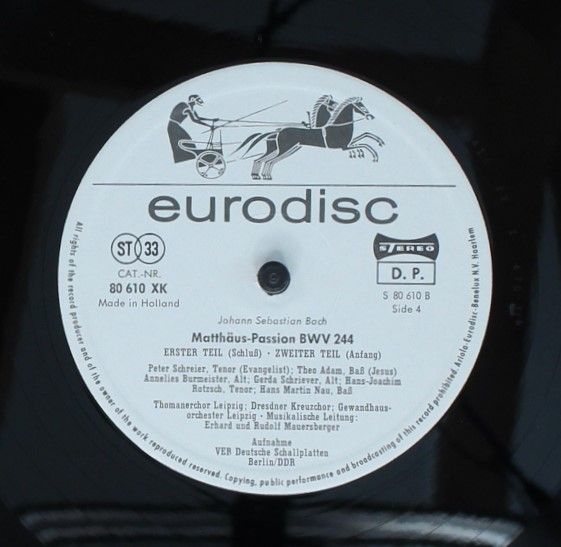 eurodisc
ST 33
CAT.-NR.
80 610 XK
Made in Holland
STEREO
D. P.
S 80 610 B
Side 4
Johann Sebastian Bach
Matthäus-Passion BWV 244
ERSTER TEIL (Schluß) · ZWEITER TEIL (Anfang)
Peter Schreier, Tenor (Evangelist); Theo Adam, Baß (Jesus)
Annelies Burmeister, Alt; Gerda Schriever, Alt; Hans-Joachim
Rotzsch, Tenor; Hans Martin Nau, Baß
Thomanerchor Leipzig; Dresdner Kreuzchor; Gewandhaus-
orchester Leipzig · Musikalische Leitung:
Erhard und Rudolf Mauersberger
Aufnahme
VEB Deutsche Schallplatten
Berlin/DDR
All rights of the record producer and of the owner of the work reproduced reserved. Copying, public performance and broadcasting of this record prohibited. Ariola-Eurodisc-Benelux N.V. Haarlem